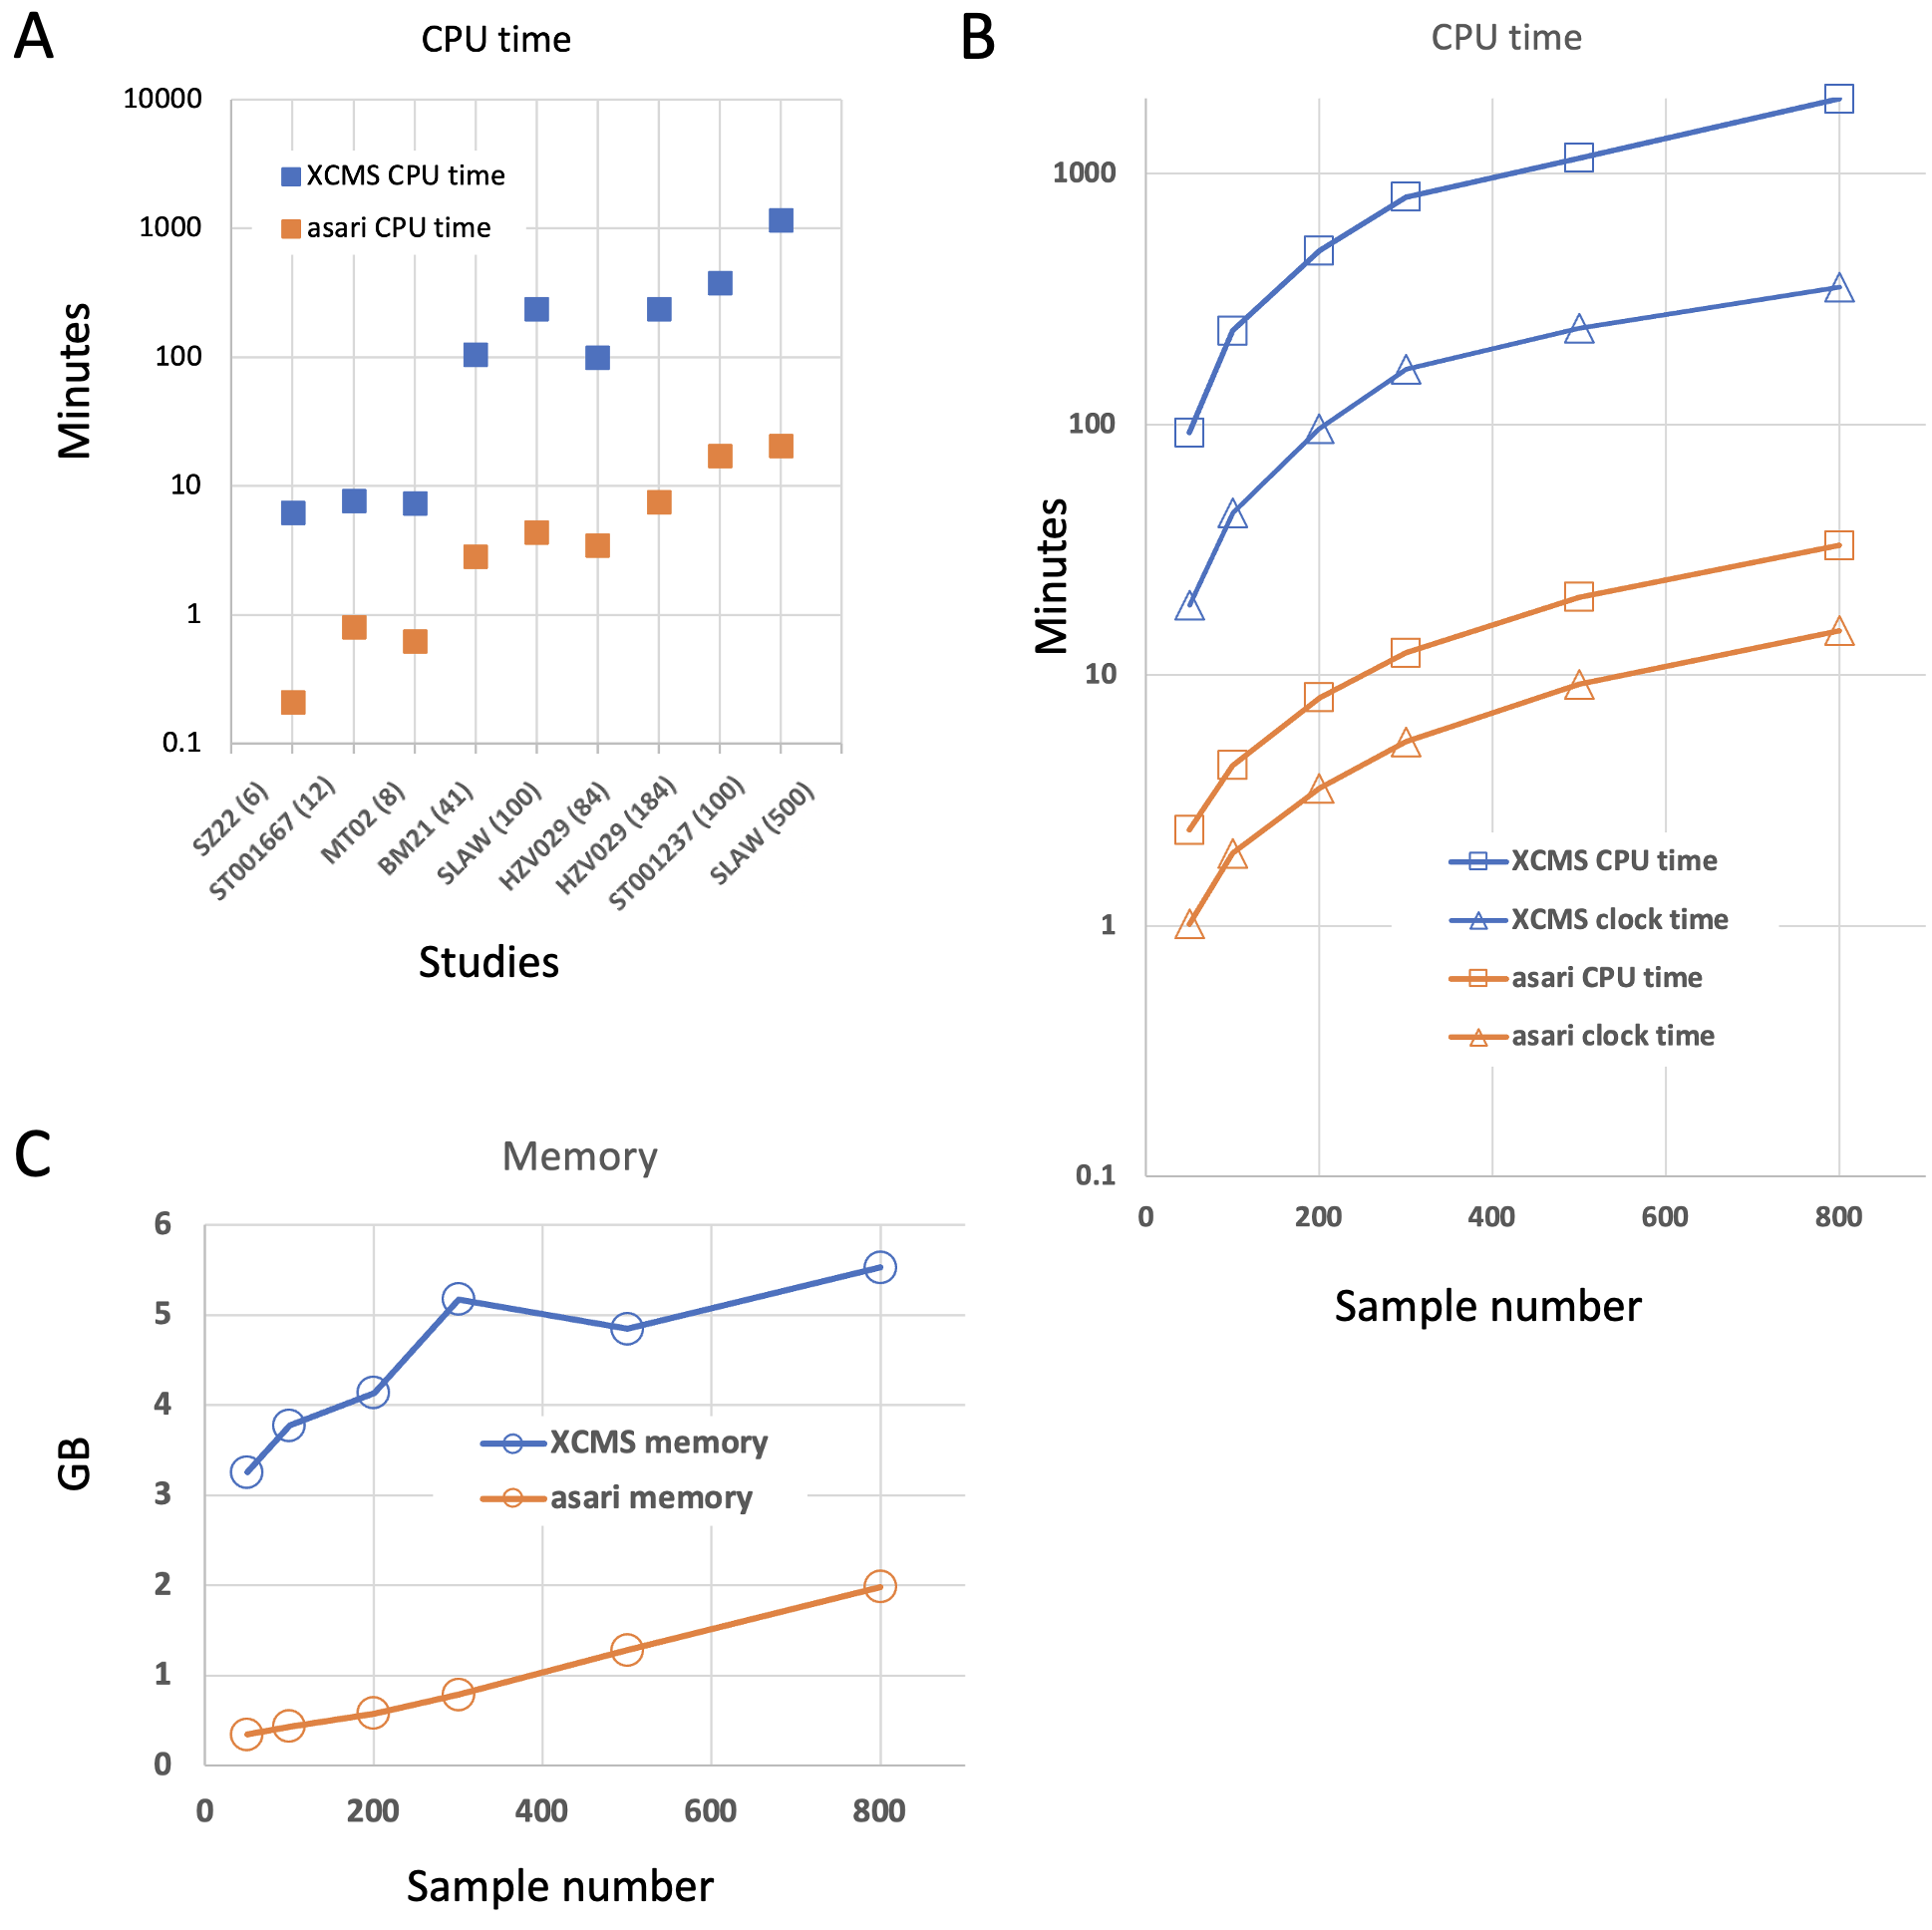 A
CPU time
10000
1000
100
10
1
0.1
Minutes
XCMS CPU time
asari CPU time
SZ22 (6)
ST001667 (12)
MT02 (8)
BM21 (41)
SLAW (100)
HZV029 (84)
HZV029 (184)
ST001237 (100)
SLAW (500)
Studies
B
CPU time
1000
100
10
1
0.1
Minutes
XCMS CPU time
XCMS clock time
asari CPU time
asari clock time
0 200 400 600 800
Sample number
C
Memory
6
5
4
3
2
1
0
GB
XCMS memory
asari memory
0 200 400 600 800
Sample number